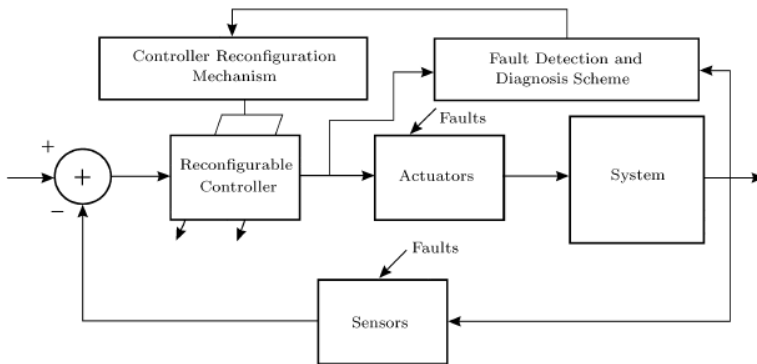 Controller Reconfiguration
Mechanism
Fault Detection and
Diagnosis Scheme
Faults
+
+
−
Reconfigurable
Controller
Actuators
System
Faults
Sensors